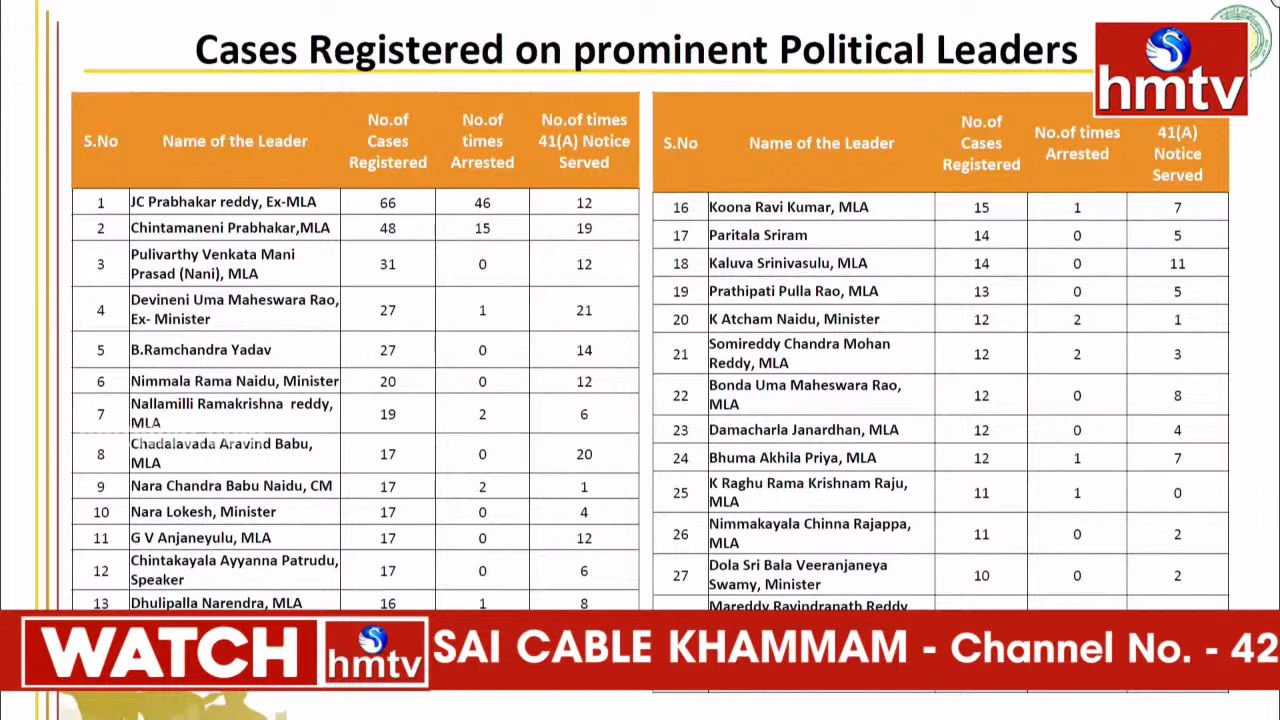 Cases Registered on prominent Political Leaders
hmtv
S.No Name of the Leader No.of Cases Registered No.of times Arrested No.of times 41(A) Notice Served
1 JC Prabhakar reddy, Ex-MLA 66 46 12
2 Chintamaneni Prabhakar,MLA 48 15 19
3 Pulivarthy Venkata Mani Prasad (Nani), MLA 31 0 12
4 Devineni Uma Maheswara Rao, Ex- Minister 27 1 21
5 B.Ramchandra Yadav 27 0 14
6 Nimmala Rama Naidu, Minister 20 0 12
7 Nallamilli Ramakrishna reddy, MLA 19 2 6
8 Chadalavada Aravind Babu, MLA 17 0 20
9 Nara Chandra Babu Naidu, CM 17 2 1
10 Nara Lokesh, Minister 17 0 4
11 G V Anjaneyulu, MLA 17 0 12
12 Chintakayala Ayyanna Patrudu, Speaker 17 0 6
13 Dhulipalla Narendra, MLA 16 1 8
S.No Name of the Leader No.of Cases Registered No.of times Arrested 41(A) Notice Served
16 Koona Ravi Kumar, MLA 15 1 7
17 Paritala Sriram 14 0 5
18 Kaluva Srinivasulu, MLA 14 0 11
19 Prathipati Pulla Rao, MLA 13 0 5
20 K Atcham Naidu, Minister 12 2 1
21 Somireddy Chandra Mohan Reddy, MLA 12 2 3
22 Bonda Uma Maheswara Rao, MLA 12 0 8
23 Damacharla Janardhan, MLA 12 0 4
24 Bhuma Akhila Priya, MLA 12 1 7
25 K Raghu Rama Krishnam Raju, MLA 11 1 0
26 Nimmakayala Chinna Rajappa, MLA 11 0 2
27 Dola Sri Bala Veeranjaneya Swamy, Minister 10 0 2
Mareddy Ravindranath Reddy
WATCH hmtv SAI CABLE KHAMMAM - Channel No. - 42